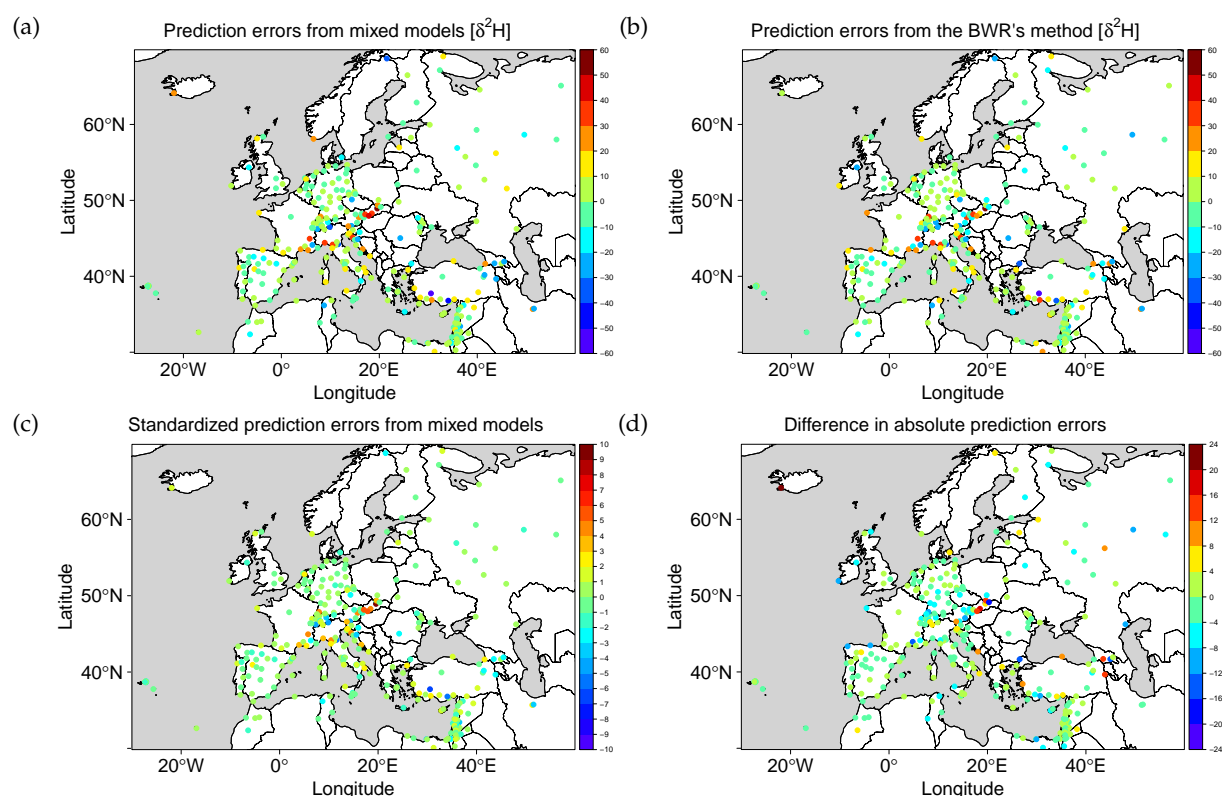 (a)
Prediction errors from mixed models [δ²H]
60
50
40
30
20
10
0
−10
−20
−30
−40
−50
−60
60°N
50°N
40°N
Latitude
20°W 0° 20°E 40°E
Longitude
(b)
Prediction errors from the BWR's method [δ²H]
60
50
40
30
20
10
0
−10
−20
−30
−40
−50
−60
60°N
50°N
40°N
Latitude
20°W 0° 20°E 40°E
Longitude
(c)
Standardized prediction errors from mixed models
10
9
8
7
6
5
4
3
2
1
0
−1
−2
−3
−4
−5
−6
−7
−8
−9
−10
60°N
50°N
40°N
Latitude
20°W 0° 20°E 40°E
Longitude
(d)
Difference in absolute prediction errors
24
20
16
12
8
4
0
−4
−8
−12
−16
−20
−24
60°N
50°N
40°N
Latitude
20°W 0° 20°E 40°E
Longitude